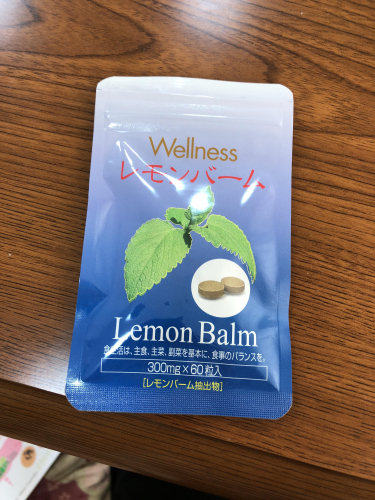 Wellness
レモンバーム
Lemon Balm
食生活は、主食、主菜、副菜を基本に、食事のバランスを。
300mg×60粒入
[レモンバーム抽出物]